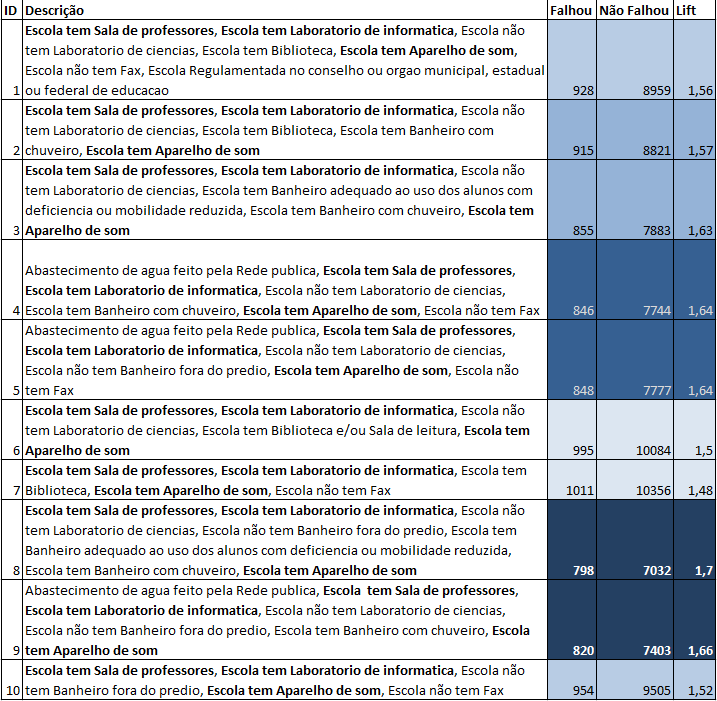 ID Descrição Falhou Não Falhou Lift
Escola tem Sala de professores, Escola tem Laboratorio de informatica, Escola não
tem Laboratorio de ciencias, Escola tem Biblioteca, Escola tem Aparelho de som,
Escola não tem Fax, Escola Regulamentada no conselho ou orgao municipal, estadual
1 ou federal de educacao 928 8959 1,56
Escola tem Sala de professores, Escola tem Laboratorio de informatica, Escola não
tem Laboratorio de ciencias, Escola tem Biblioteca, Escola tem Banheiro com
2 chuveiro, Escola tem Aparelho de som 915 8821 1,57
Escola tem Sala de professores, Escola tem Laboratorio de informatica, Escola não
tem Laboratorio de ciencias, Escola tem Banheiro adequado ao uso dos alunos com
deficiencia ou mobilidade reduzida, Escola tem Banheiro com chuveiro, Escola tem
3 Aparelho de som 855 7883 1,63
Abastecimento de agua feito pela Rede publica, Escola tem Sala de professores,
Escola tem Laboratorio de informatica, Escola não tem Laboratorio de ciencias,
4 Escola tem Banheiro com chuveiro, Escola tem Aparelho de som, Escola não tem Fax 846 7744 1,64
Abastecimento de agua feito pela Rede publica, Escola tem Sala de professores,
Escola tem Laboratorio de informatica, Escola não tem Laboratorio de ciencias,
Escola não tem Banheiro fora do predio, Escola tem Aparelho de som, Escola não
5 tem Fax 848 7777 1,64
Escola tem Sala de professores, Escola tem Laboratorio de informatica, Escola não
tem Laboratorio de ciencias, Escola tem Biblioteca e/ou Sala de leitura, Escola tem
6 Aparelho de som 995 10084 1,5
Escola tem Sala de professores, Escola tem Laboratorio de informatica, Escola tem
7 Biblioteca, Escola tem Aparelho de som, Escola não tem Fax 1011 10356 1,48
Escola tem Sala de professores, Escola tem Laboratorio de informatica, Escola não
tem Laboratorio de ciencias, Escola não tem Banheiro fora do predio, Escola tem
Banheiro adequado ao uso dos alunos com deficiencia ou mobilidade reduzida,
8 Escola tem Banheiro com chuveiro, Escola tem Aparelho de som 798 7032 1,7
Abastecimento de agua feito pela Rede publica, Escola tem Sala de professores,
Escola tem Laboratorio de informatica, Escola não tem Laboratorio de ciencias,
Escola não tem Banheiro fora do predio, Escola tem Banheiro com chuveiro, Escola
9 tem Aparelho de som 820 7403 1,66
Escola tem Sala de professores, Escola tem Laboratorio de informatica, Escola não
10 tem Banheiro fora do predio, Escola tem Aparelho de som, Escola não tem Fax 954 9505 1,52